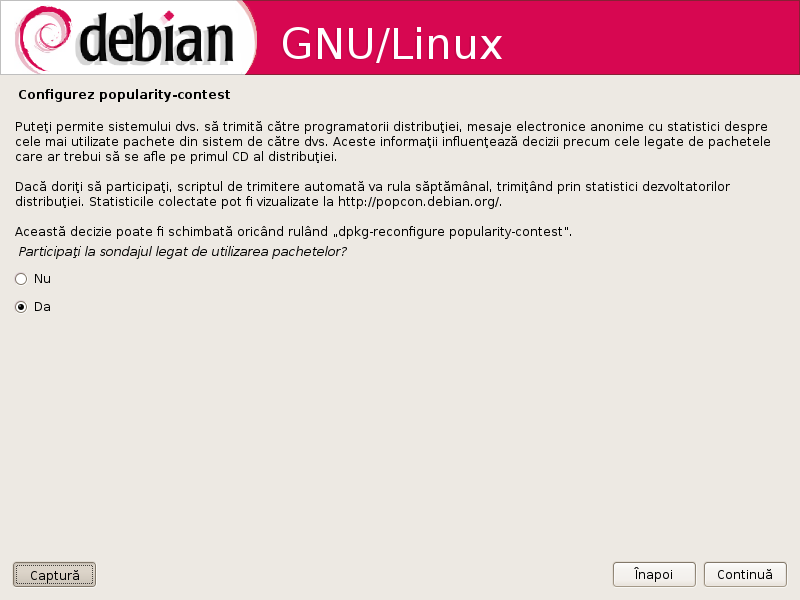 debian GNU/Linux
Configurez popularity-contest
Puteţi permite sistemului dvs. să trimită către programatorii distribuţiei, mesaje electronice anonime cu statistici despre
cele mai utilizate pachete din sistem de către dvs. Aceste informaţii influenţează decizii precum cele legate de pachetele
care ar trebui să se afle pe primul CD al distribuţiei.
Dacă doriţi să participaţi, scriptul de trimitere automată va rula săptămânal, trimiţând prin statistici dezvoltatorilor
distribuţiei. Statisticile colectate pot fi vizualizate la http://popcon.debian.org/.
Această decizie poate fi schimbată oricând rulând „dpkg-reconfigure popularity-contest”.
Participaţi la sondajul legat de utilizarea pachetelor?
Nu
Da
Captură Înapoi Continuă